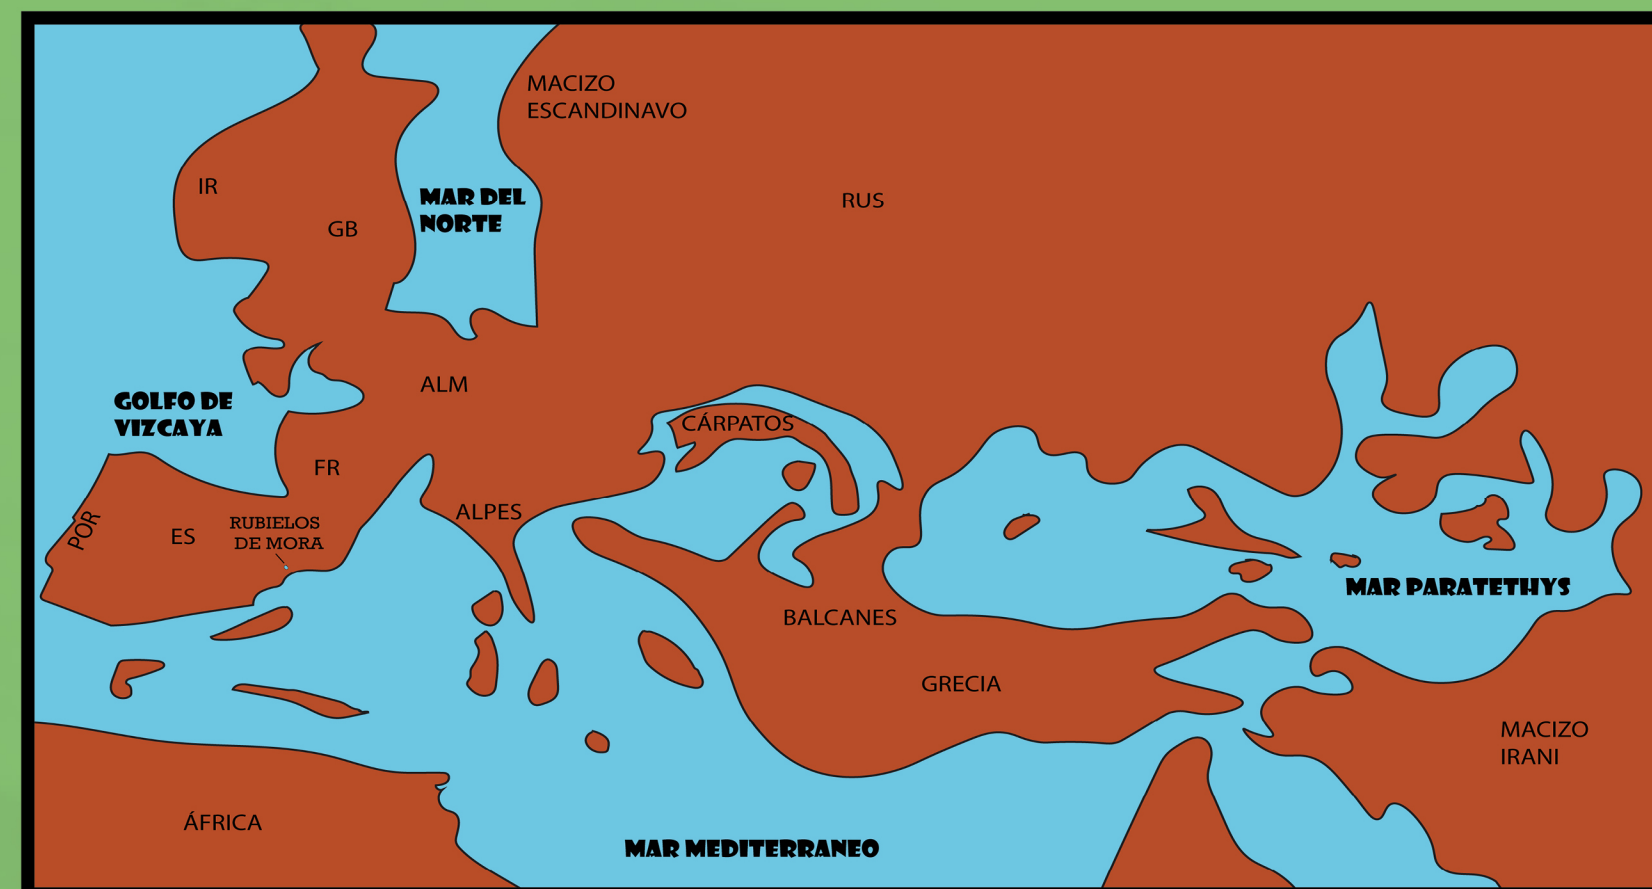 MACIZO
ESCANDINAVO
IR
MAR DEL
NORTE
RUS
GB
ALM
GOLFO DE
VIZCAYA
CÁRPATOS
FR
ALPES
POR
ES
RUBIELOS
DE MORA
MAR PARATETHYS
BALCANES
GRECIA
MACIZO
IRANI
ÁFRICA
MAR MEDITERRANEO